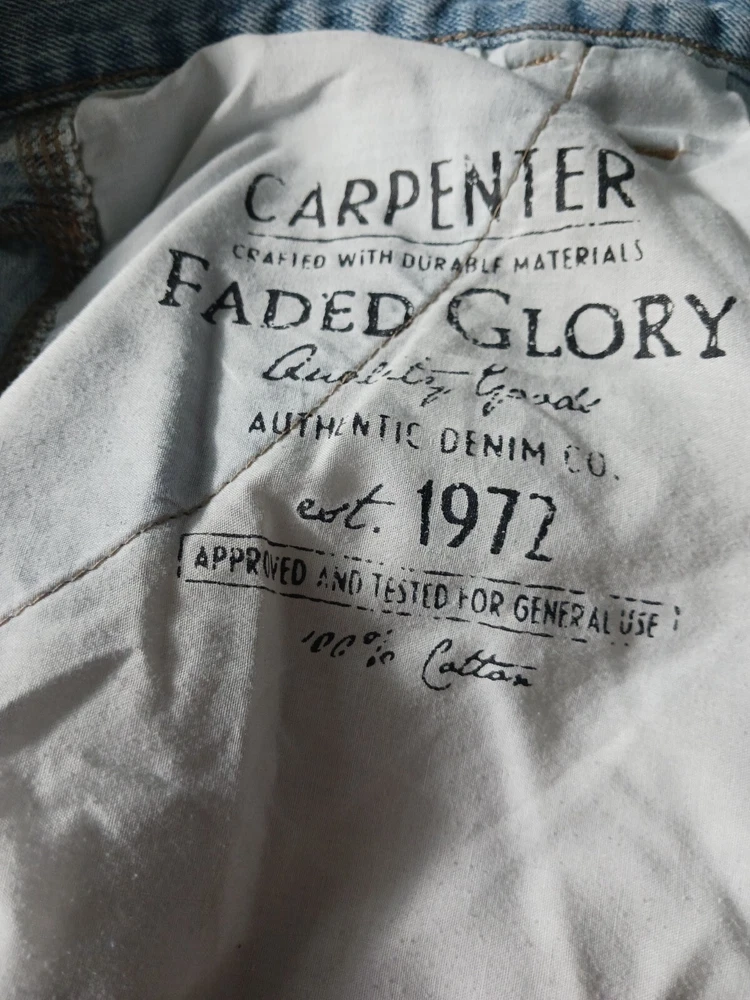 CARPENTER
CRAFTED WITH DURABLE MATERIALS
FADED GLORY
Quality Goods
AUTHENTIC DENIM CO.
est. 1972
APPROVED AND TESTED FOR GENERAL USE
100% Cotton